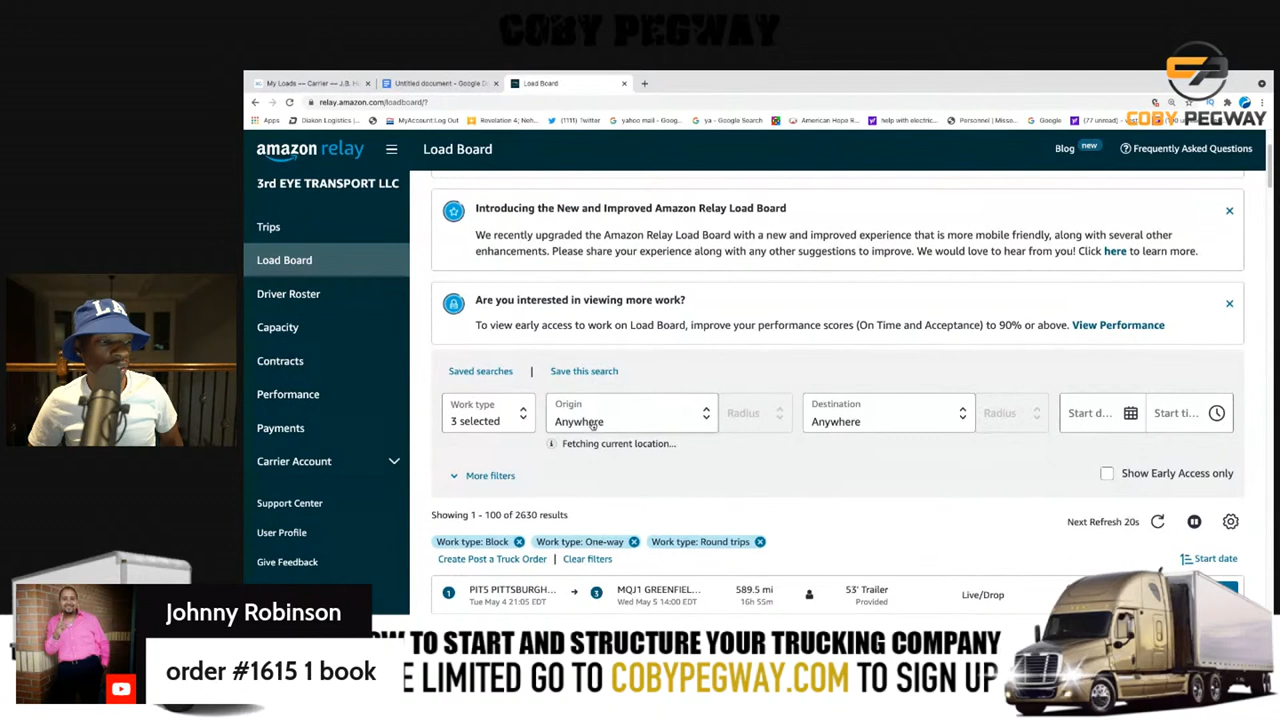 COBY PEGWAY
My Loads — Carrier — J.B. H...
Untitled document - Google D...
Load Board
COBY PEGWAY
relay.amazon.com/loadboard/?
Apps
Diakon Logistics |...
MyAccount:Log Out
Revelation 4; Neh...
(1111) Twitter
yahoo mail - Goog...
ya - Google Search
American Hope R...
help with electric...
Personnel | Misso...
Google
(77 unread) -
amazon relay
Load Board
Blog new
Frequently Asked Questions
3rd EYE TRANSPORT LLC
Trips
Load Board
Driver Roster
Capacity
Contracts
Performance
Payments
Carrier Account
Support Center
User Profile
Give Feedback
Introducing the New and Improved Amazon Relay Load Board
We recently upgraded the Amazon Relay Load Board with a new and improved experience that is more mobile friendly, along with several other
enhancements. Please share your experience along with any other suggestions to improve. We would love to hear from you! Click here to learn more.
Are you interested in viewing more work?
To view early access to work on Load Board, improve your performance scores (On Time and Acceptance) to 90% or above. View Performance
Saved searches | Save this search
Work type
3 selected
Origin
Anywhere
Radius
Destination
Anywhere
Radius
Start d...
Start ti...
Fetching current location...
More filters
Show Early Access only
Showing 1 - 100 of 2630 results
Next Refresh 20s
Work type: Block
Work type: One-way
Work type: Round trips
Create Post a Truck Order | Clear filters
Start date
1 PIT5 PITTSBURGH... 3 MQJ1 GREENFIEL... 589.5 mi 53' Trailer Live/Drop
Tue May 4 21:05 EDT Wed May 5 14:00 EDT 16h 55m Provided
Johnny Robinson
order #1615 1 book
OW TO START AND STRUCTURE YOUR TRUCKING COMPANY
E LIMITED GO TO COBYPEGWAY.COM TO SIGN UP
LA